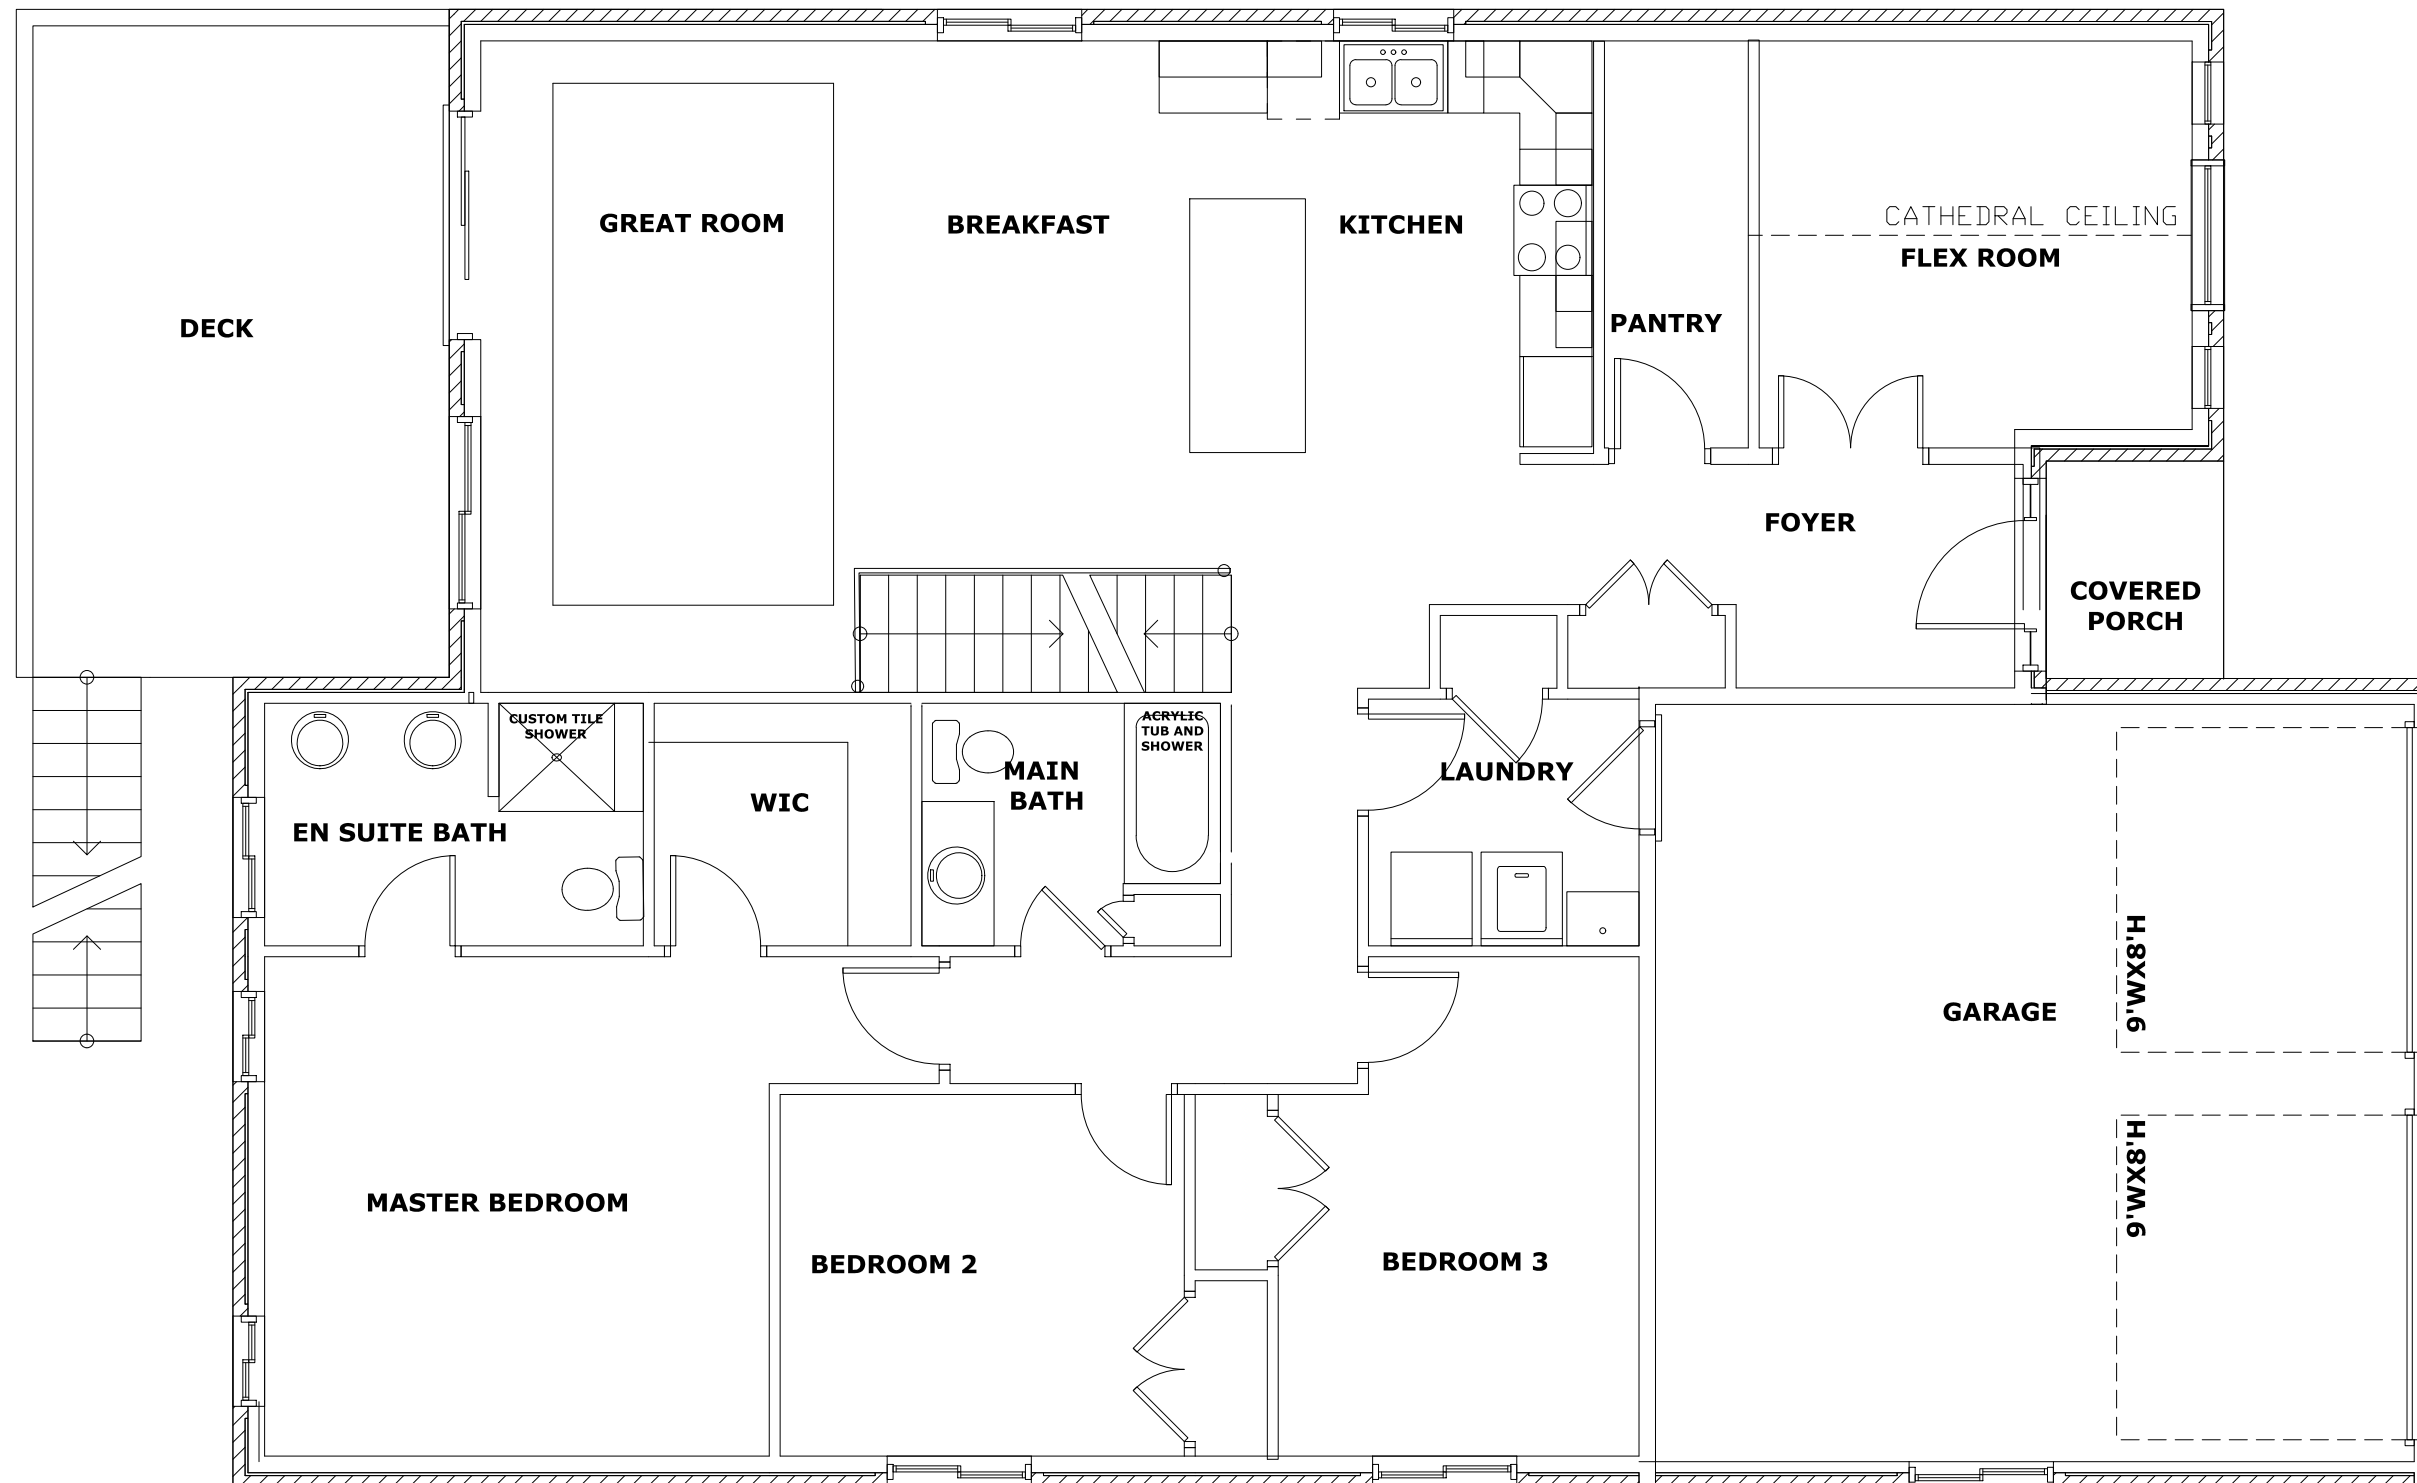 CATHEDRAL CEILING
GREAT ROOM
BREAKFAST
KITCHEN
FLEX ROOM
PANTRY
DECK
FOYER
COVERED
PORCH
CUSTOM TILE
SHOWER
ACRYLIC
TUB AND
SHOWER
MAIN
BATH
LAUNDRY
WIC
EN SUITE BATH
9'WX8'H
GARAGE
9'WX8'H
MASTER BEDROOM
BEDROOM 2
BEDROOM 3